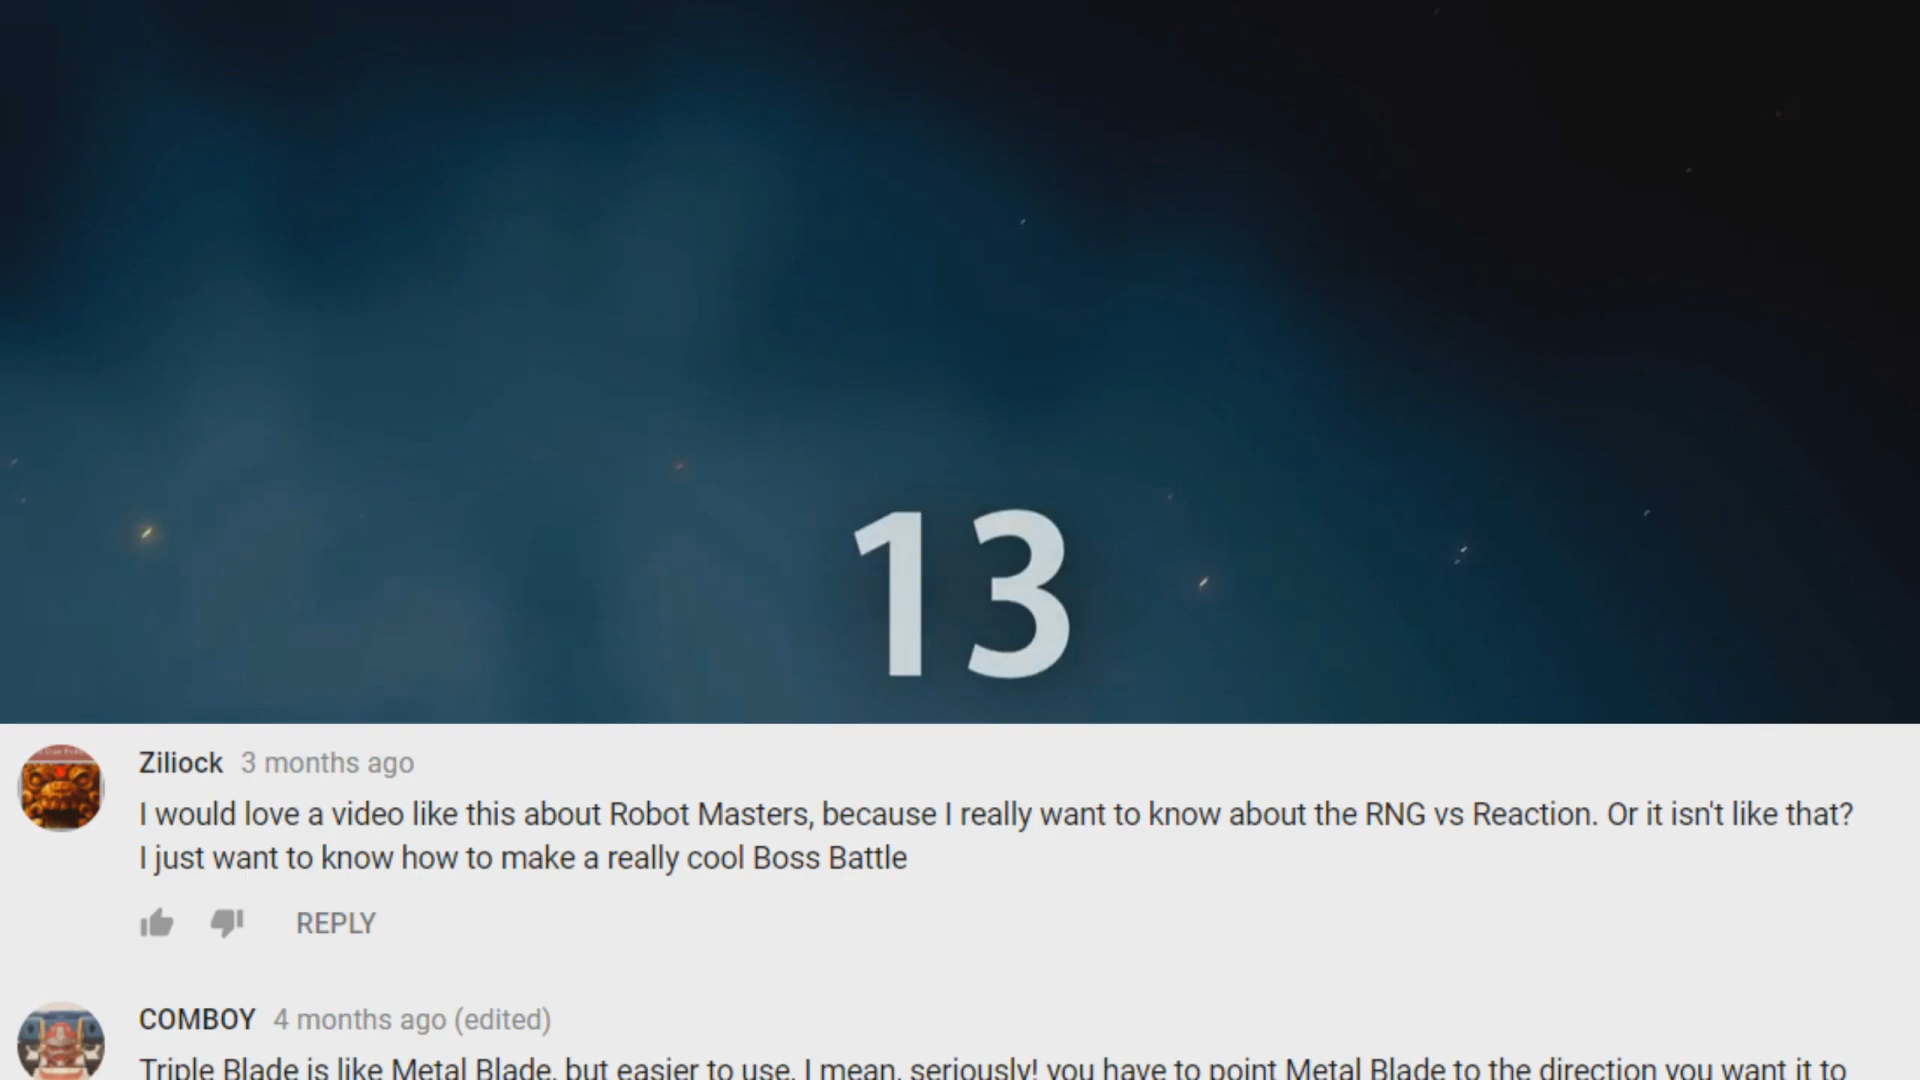 13
Ziliock 3 months ago
I would love a video like this about Robot Masters, because I really want to know about the RNG vs Reaction. Or it isn't like that?
I just want to know how to make a really cool Boss Battle
REPLY
COMBOY 4 months ago (edited)
Triple Blade is like Metal Blade, but easier to use. I mean, seriously! you have to point Metal Blade to the direction you want it to